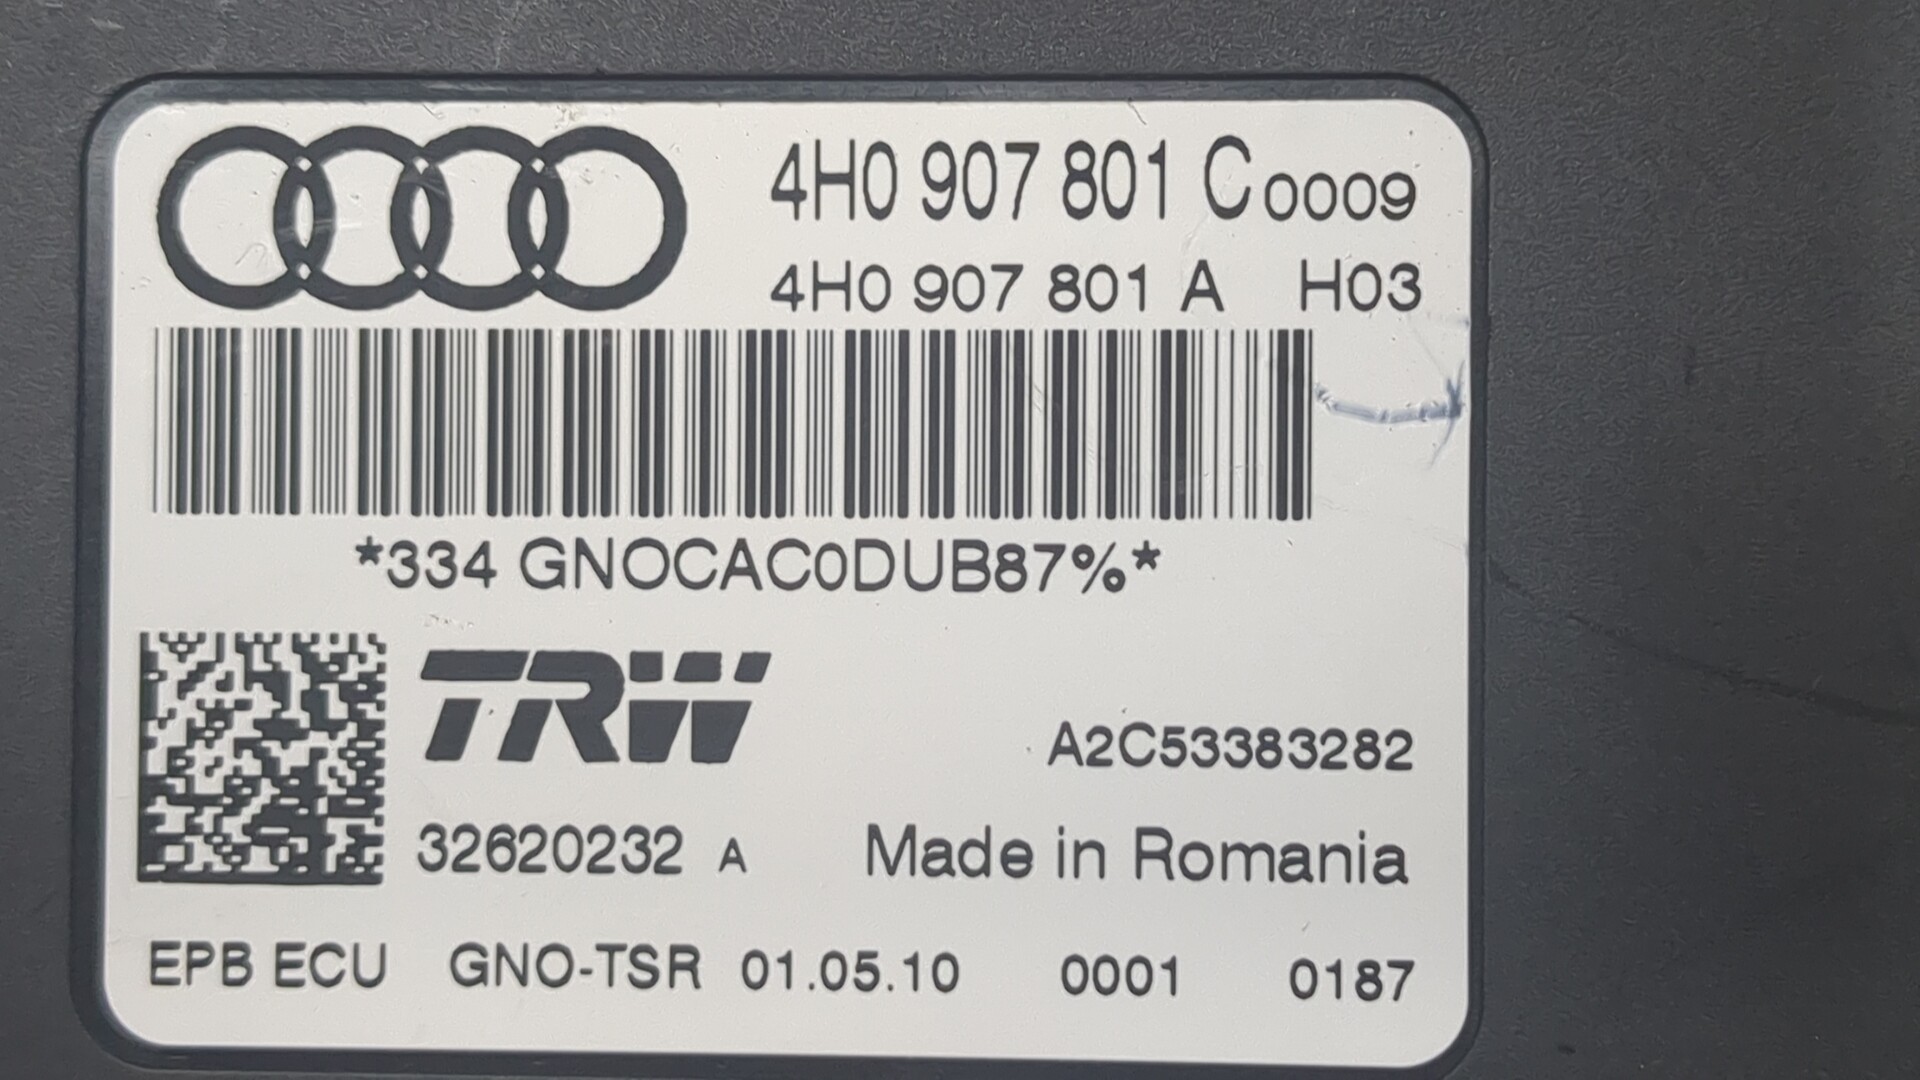 4H0 907 801 C 0009
4H0 907 801 A H03
*334 GNOCAC0DUB87%*
TRW
A2C53383282
32620232 A Made in Romania
EPB ECU GNO-TSR 01.05.10 0001 0187